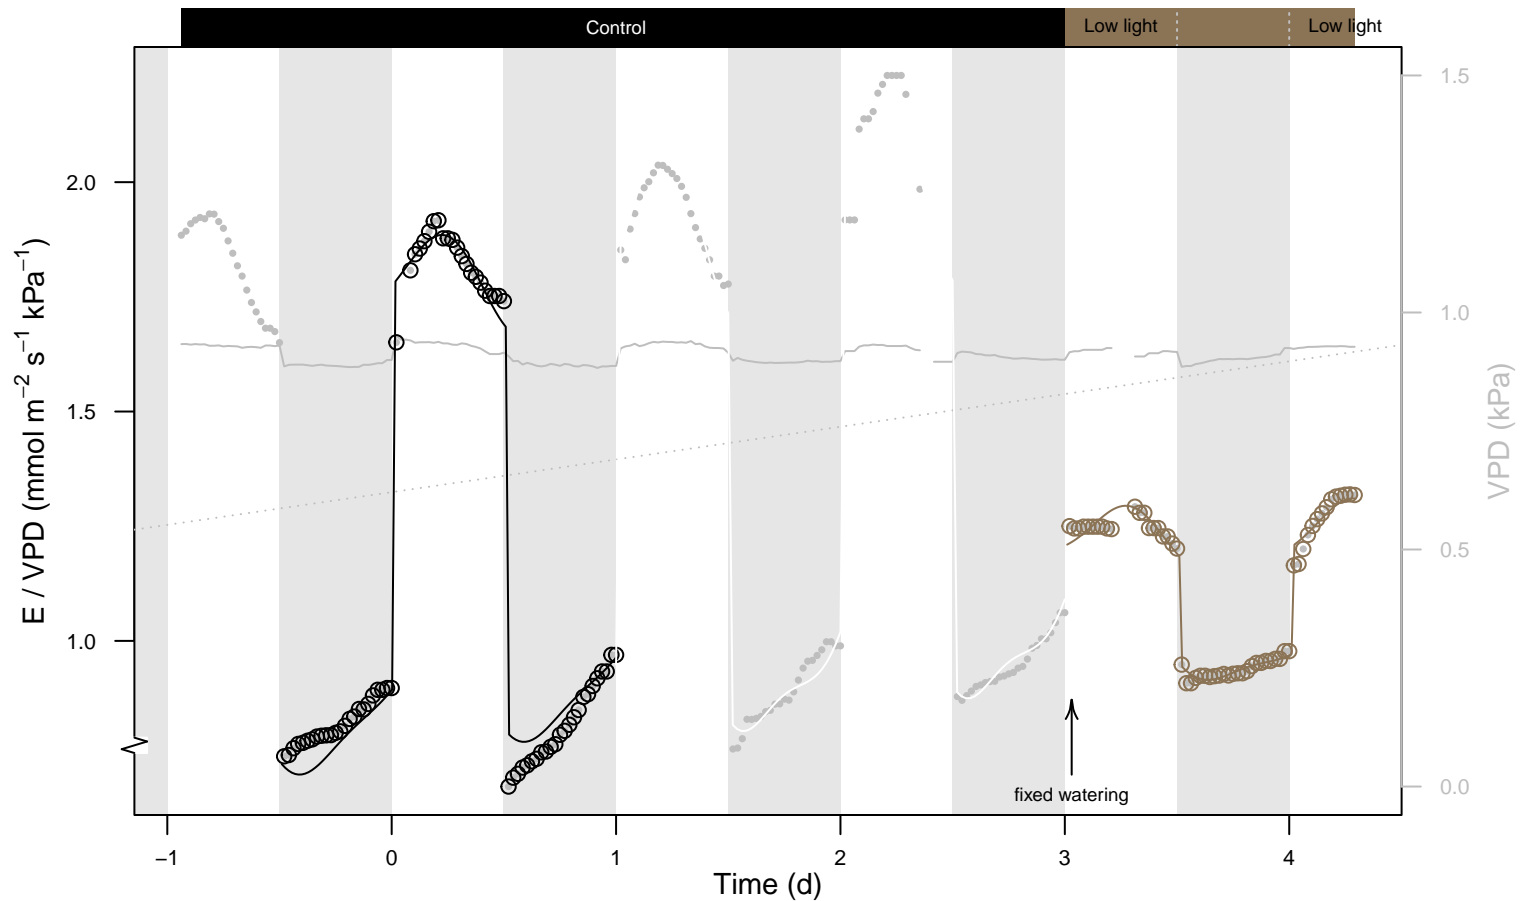 Control
Low light
Low light
2.0
1.5
1.0
E / VPD (mmol m−2 s−1 kPa−1)
1.5
1.0
0.5
0.0
VPD (kPa)
fixed watering
−1 0 1 2 3 4
Time (d)